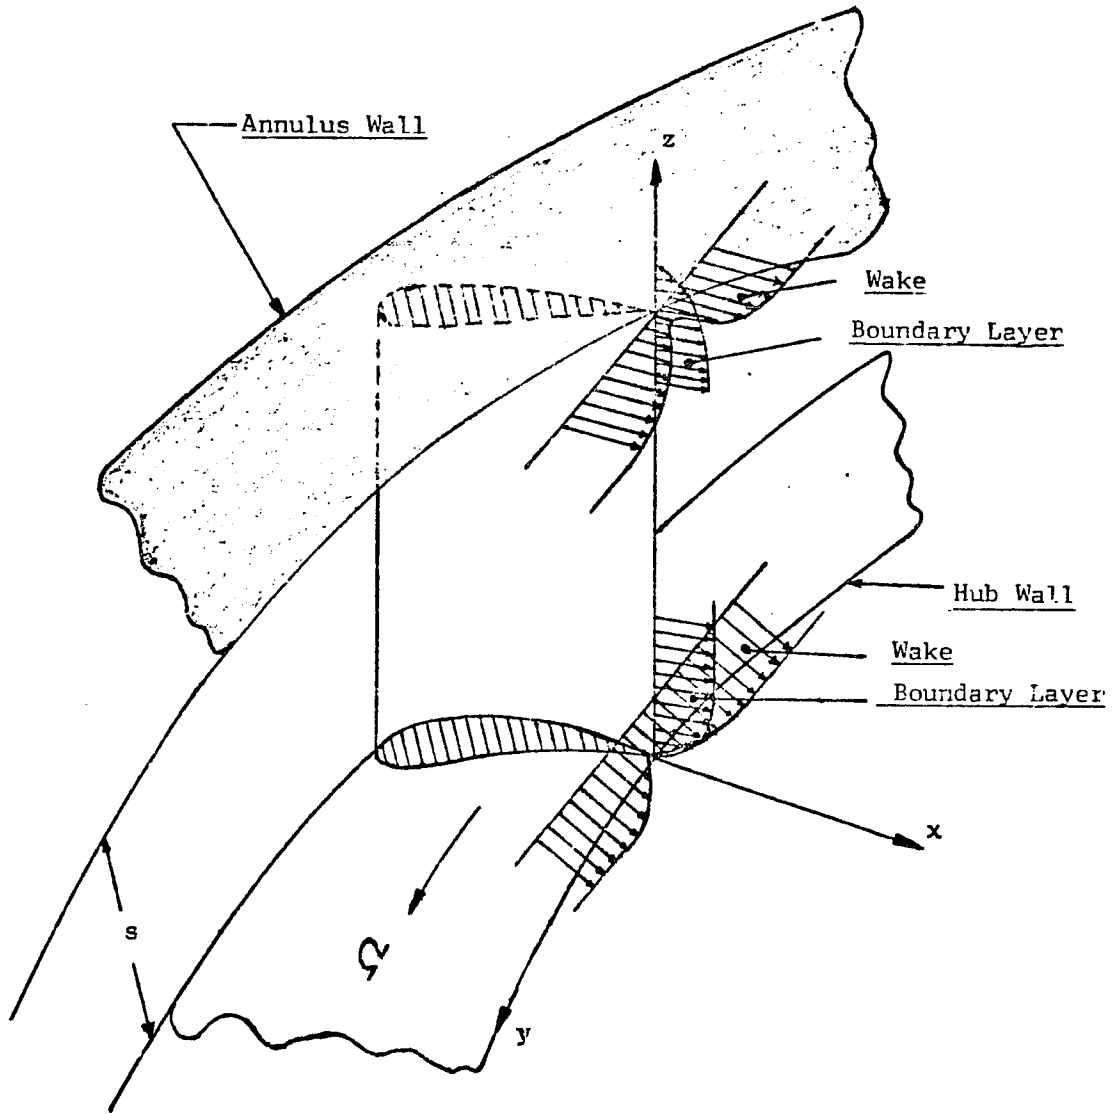 Annulus Wall
z
Wake
Boundary Layer
Hub Wall
Wake
Boundary Layer
x
s
Ω
y